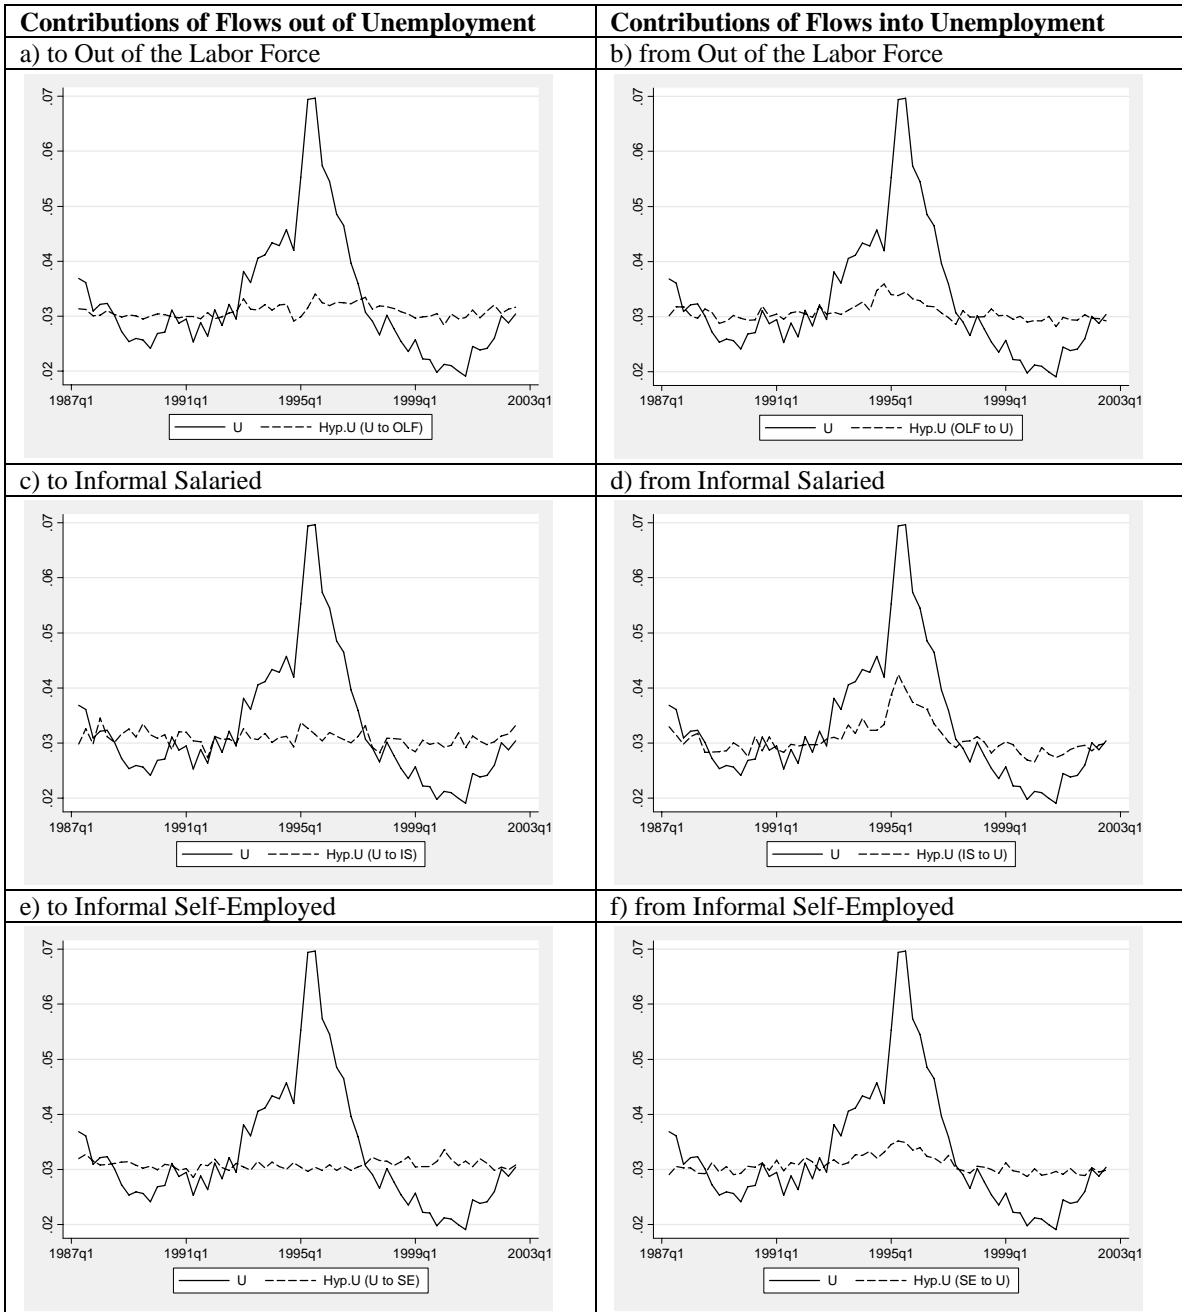 Contributions of Flows out of Unemployment
Contributions of Flows into Unemployment
a) to Out of the Labor Force
b) from Out of the Labor Force
.07
.06
.05
.04
.03
.02
1987q1 1991q1 1995q1 1999q1 2003q1
U Hyp.U (U to OLF)
.07
.06
.05
.04
.03
.02
1987q1 1991q1 1995q1 1999q1 2003q1
U Hyp.U (OLF to U)
c) to Informal Salaried
d) from Informal Salaried
.07
.06
.05
.04
.03
.02
1987q1 1991q1 1995q1 1999q1 2003q1
U Hyp.U (U to IS)
.07
.06
.05
.04
.03
.02
1987q1 1991q1 1995q1 1999q1 2003q1
U Hyp.U (IS to U)
e) to Informal Self-Employed
f) from Informal Self-Employed
.07
.06
.05
.04
.03
.02
1987q1 1991q1 1995q1 1999q1 2003q1
U Hyp.U (U to SE)
.07
.06
.05
.04
.03
.02
1987q1 1991q1 1995q1 1999q1 2003q1
U Hyp.U (SE to U)